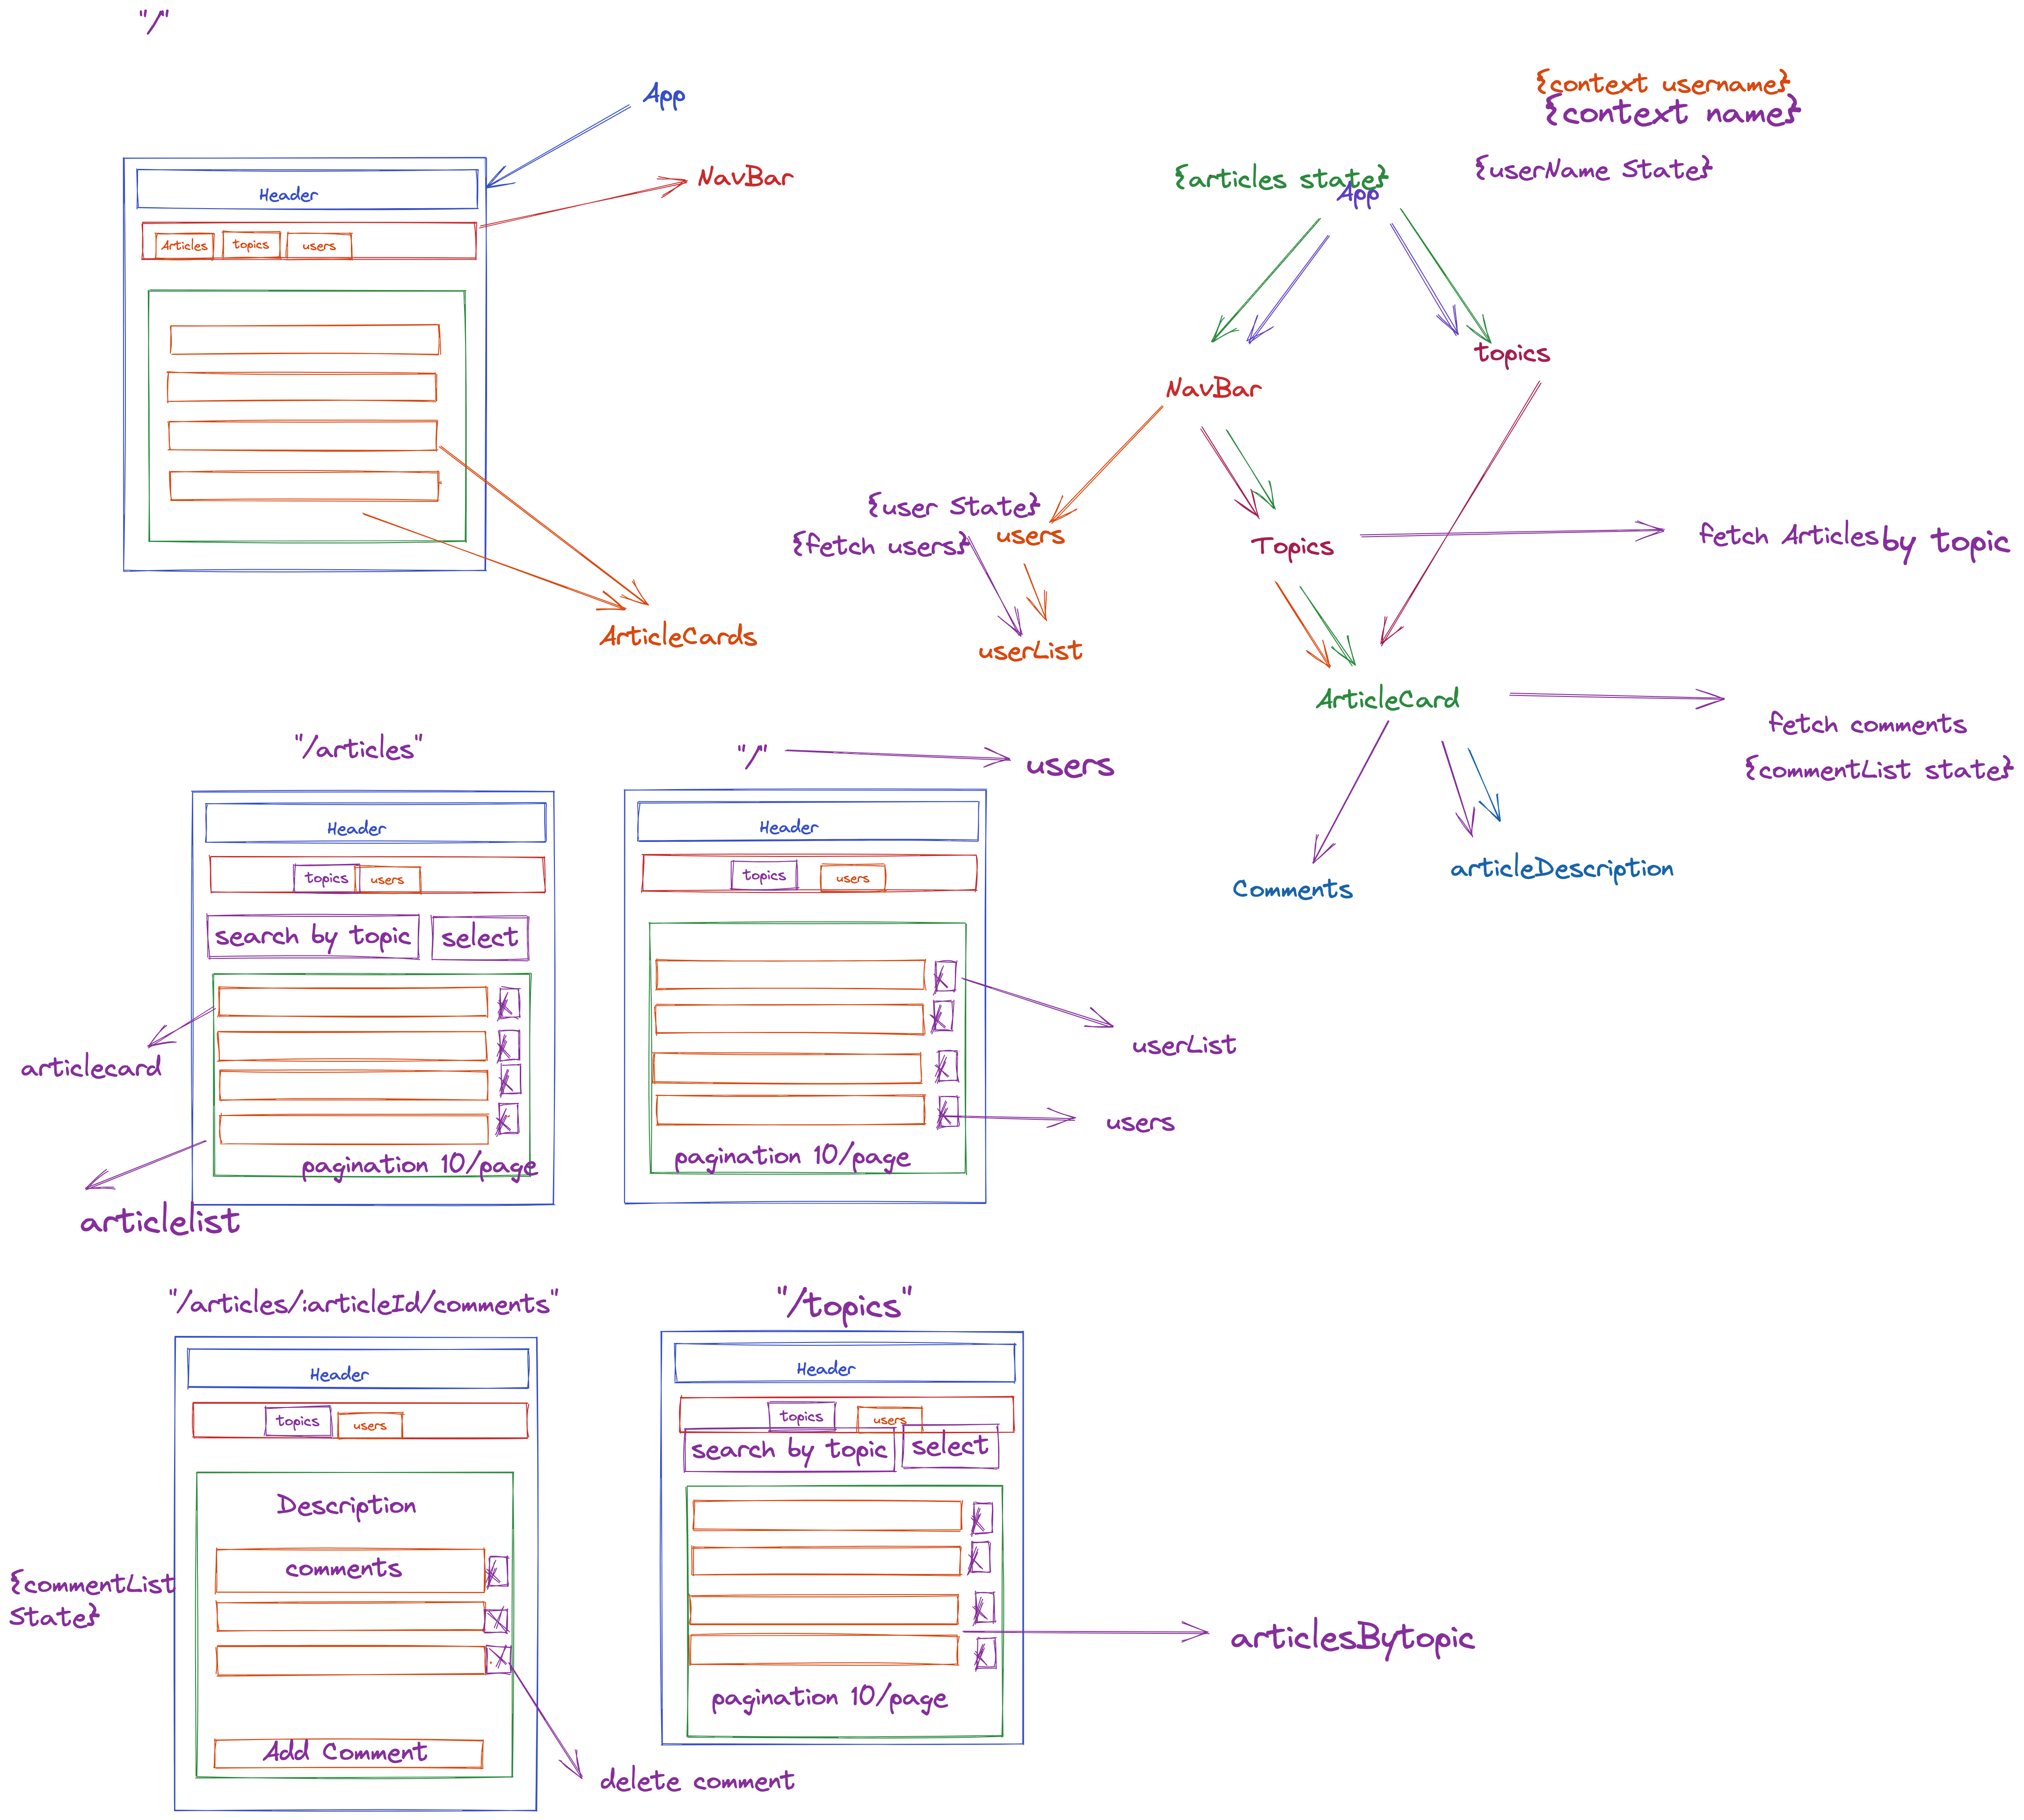 "/"
App
NavBar
Header
Articles
topics
users
ArticleCards
{context username}
{context name}
{articles state}
{userName State}
App
topics
NavBar
{user State}
{fetch users}
users
Topics
fetch Articles by topic
userList
ArticleCard
fetch comments
{commentList state}
Comments
articleDescription
"/articles"
Header
topics
users
search by topic
select
articlecard
pagination 10/page
articlelist
"/"
users
Header
topics
users
userList
users
pagination 10/page
"/articles/:articleId/comments"
Header
topics
users
Description
comments
{commentList
State}
Add Comment
delete comment
"/topics"
Header
topics
users
search by topic
select
articlesBytopic
pagination 10/page